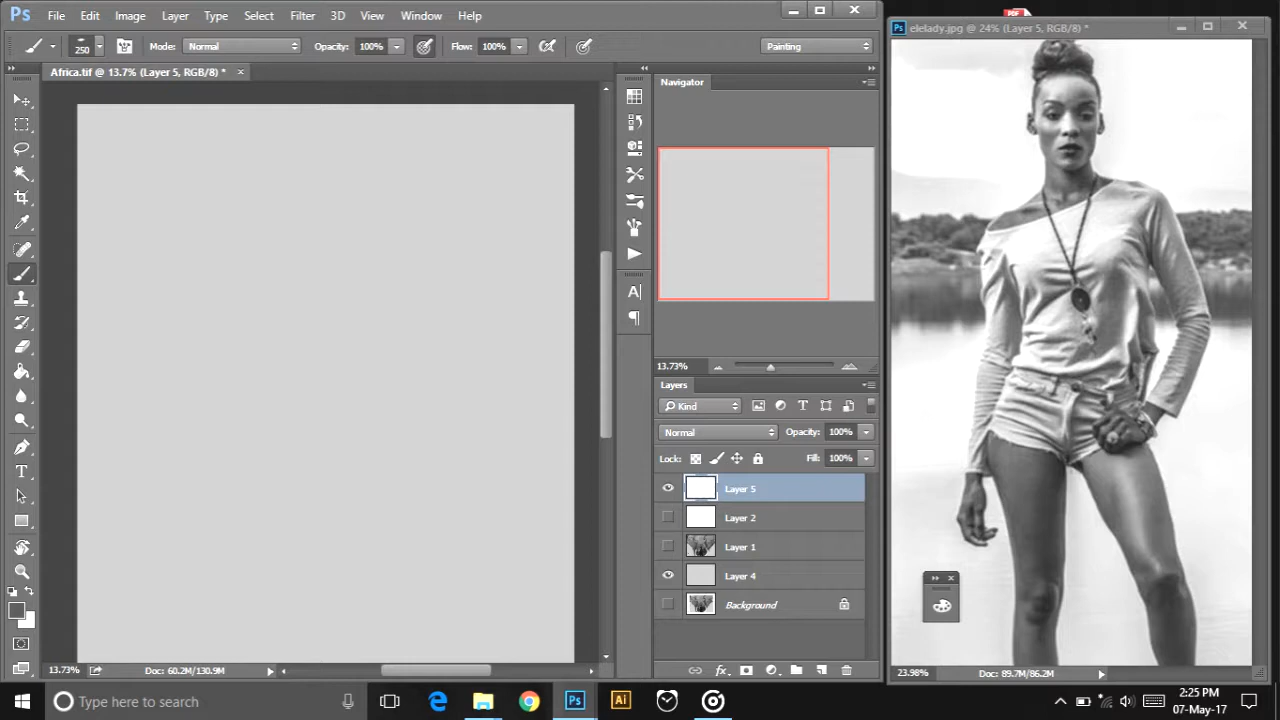 Ps File Edit Image Layer Type Select Filter 3D View Window Help
250 Mode: Normal Opacity: 100% Flow: 100% Painting
Africa.tif @ 13.7% (Layer 5, RGB/8) *
Navigator
13.73%
Layers
Kind
Normal Opacity: 100%
Lock: Fill: 100%
Layer 5
Layer 2
Layer 1
Layer 4
Background
13.73% Doc: 60.2M/130.9M
PDF
Ps elelady.jpg @ 24% (Layer 5, RGB/8) *
23.98% Doc: 89.7M/86.2M
Type here to search
Ps
Ai
2:25 PM
07-May-17